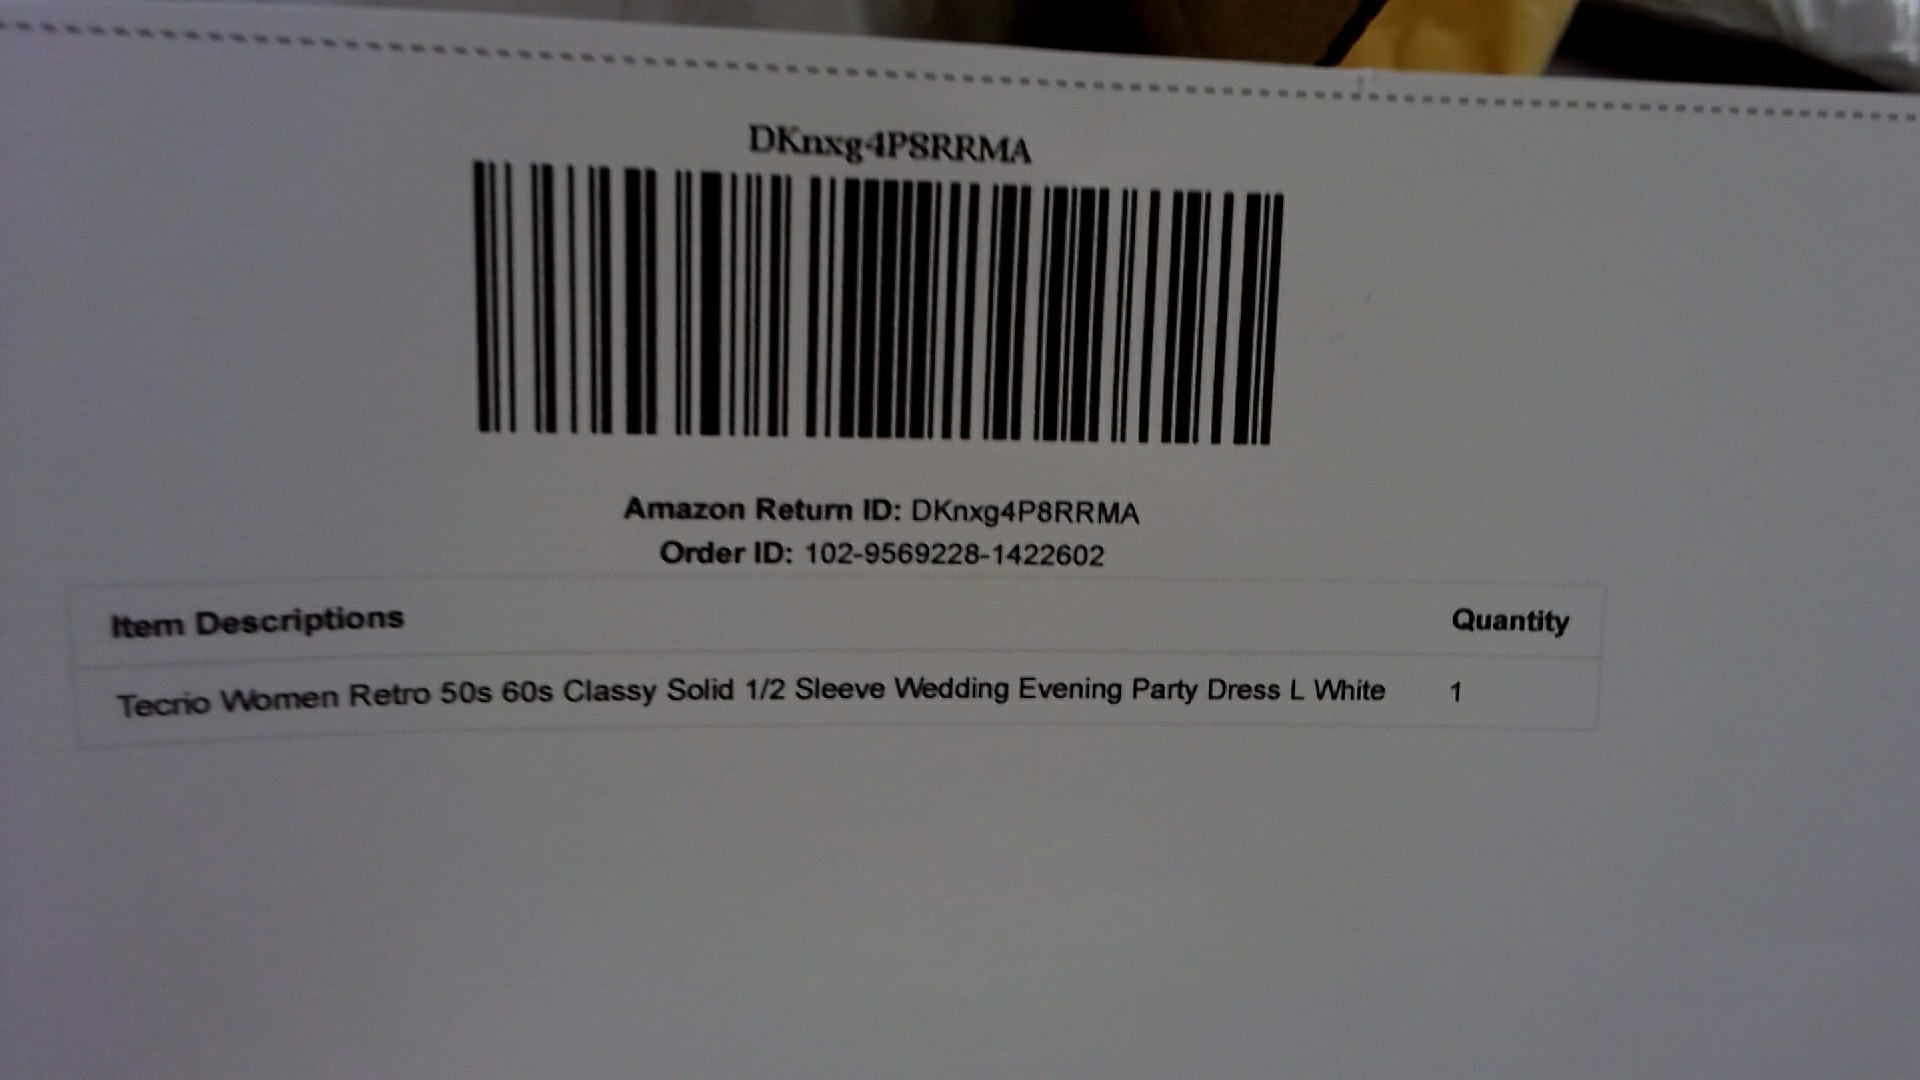 DKnxg4P8RRMA
Amazon Return ID: DKnxg4P8RRMA
Order ID: 102-9569228-1422602
Item Descriptions Quantity
Tecrio Women Retro 50s 60s Classy Solid 1/2 Sleeve Wedding Evening Party Dress L White 1